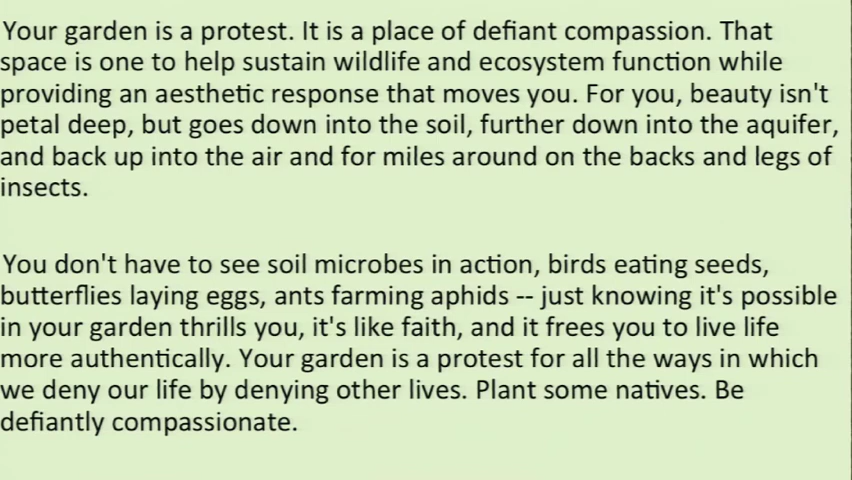 Your garden is a protest. It is a place of defiant compassion. That
space is one to help sustain wildlife and ecosystem function while
providing an aesthetic response that moves you. For you, beauty isn't
petal deep, but goes down into the soil, further down into the aquifer,
and back up into the air and for miles around on the backs and legs of
insects.
You don't have to see soil microbes in action, birds eating seeds,
butterflies laying eggs, ants farming aphids -- just knowing it's possible
in your garden thrills you, it's like faith, and it frees you to live life
more authentically. Your garden is a protest for all the ways in which
we deny our life by denying other lives. Plant some natives. Be
defiantly compassionate.